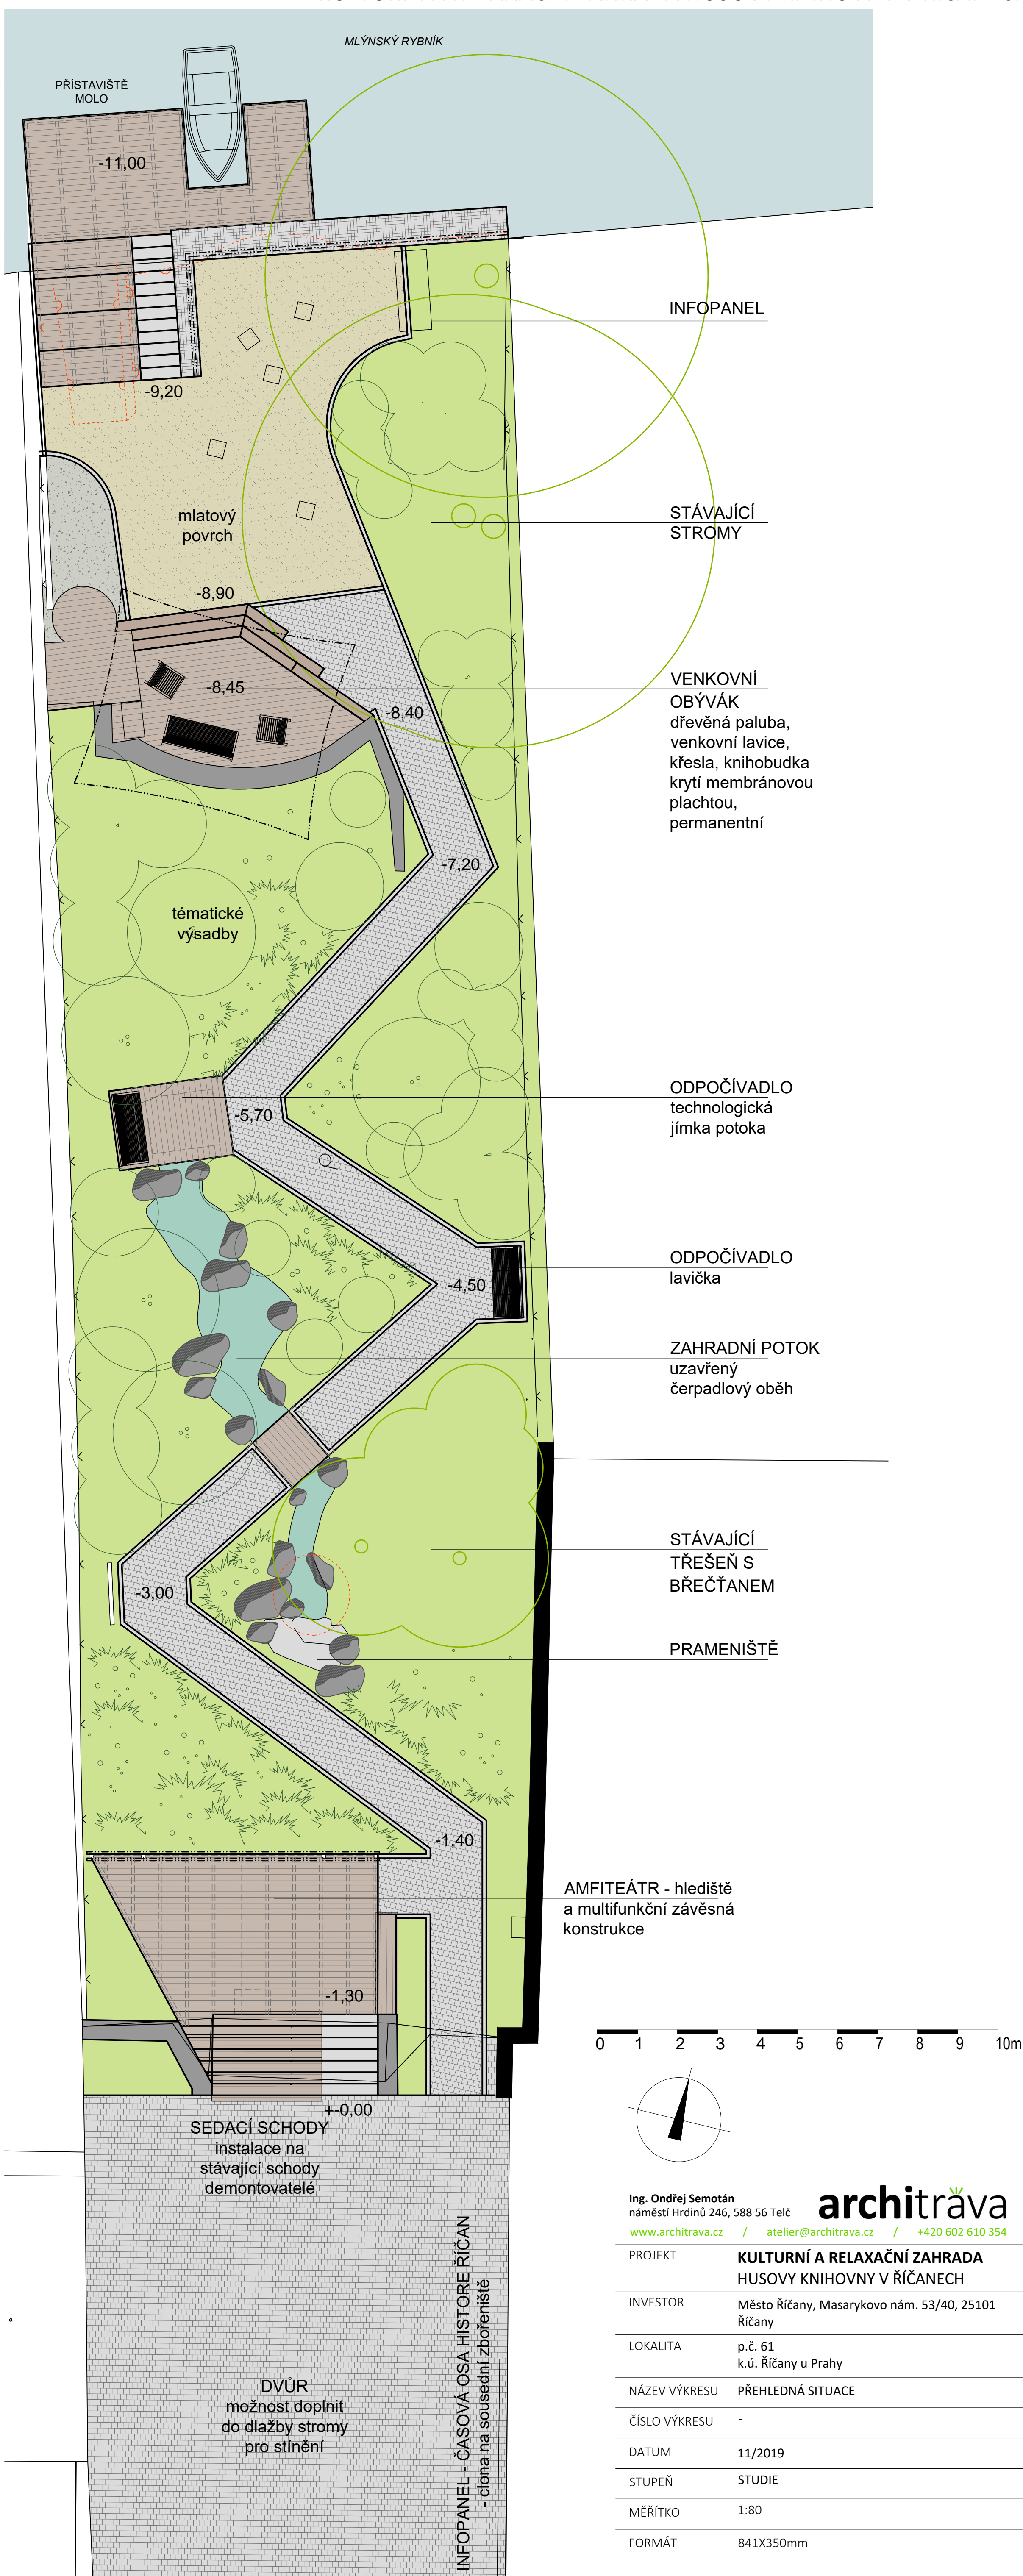 MLÝNSKÝ RYBNÍK
PŘÍSTAVIŠTĚ
MOLO
-11,00
INFOPANEL
-9,20
mlatový
povrch
STÁVAJÍCÍ
STROMY
-8,90
-8,45
-8,40
VENKOVNÍ
OBÝVÁK
dřevěná paluba,
venkovní lavice,
křesla, knihobudka
krytí membránovou
plachtou,
permanentní
-7,20
tématické
výsadby
ODPOČÍVADLO
technologická
jímka potoka
-5,70
ODPOČÍVADLO
lavička
-4,50
ZAHRADNÍ POTOK
uzavřený
čerpadlový oběh
STÁVAJÍCÍ
TŘEŠEŇ S
BŘEČŤANEM
-3,00
PRAMENIŠTĚ
-1,40
AMFITEÁTR - hlediště
a multifunkční závěsná
konstrukce
-1,30
0 1 2 3 4 5 6 7 8 9 10m
+-0,00
SEDACÍ SCHODY
instalace na
stávající schody
demontovatelé
INFOPANEL - ČASOVÁ OSA HISTORE ŘÍČAN
- clona na sousední zbořeniště
DVŮR
možnost doplnit
do dlažby stromy
pro stínění
Ing. Ondřej Semotán
náměstí Hrdinů 246, 588 56 Telč
architrava
www.architrava.cz / atelier@architrava.cz / +420 602 610 354
PROJEKT KULTURNÍ A RELAXAČNÍ ZAHRADA
HUSOVY KNIHOVNY V ŘÍČANECH
INVESTOR Město Říčany, Masarykovo nám. 53/40, 25101
Říčany
LOKALITA p.č. 61
k.ú. Říčany u Prahy
NÁZEV VÝKRESU PŘEHLEDNÁ SITUACE
ČÍSLO VÝKRESU -
DATUM 11/2019
STUPEŇ STUDIE
MĚŘÍTKO 1:80
FORMÁT 841X350mm